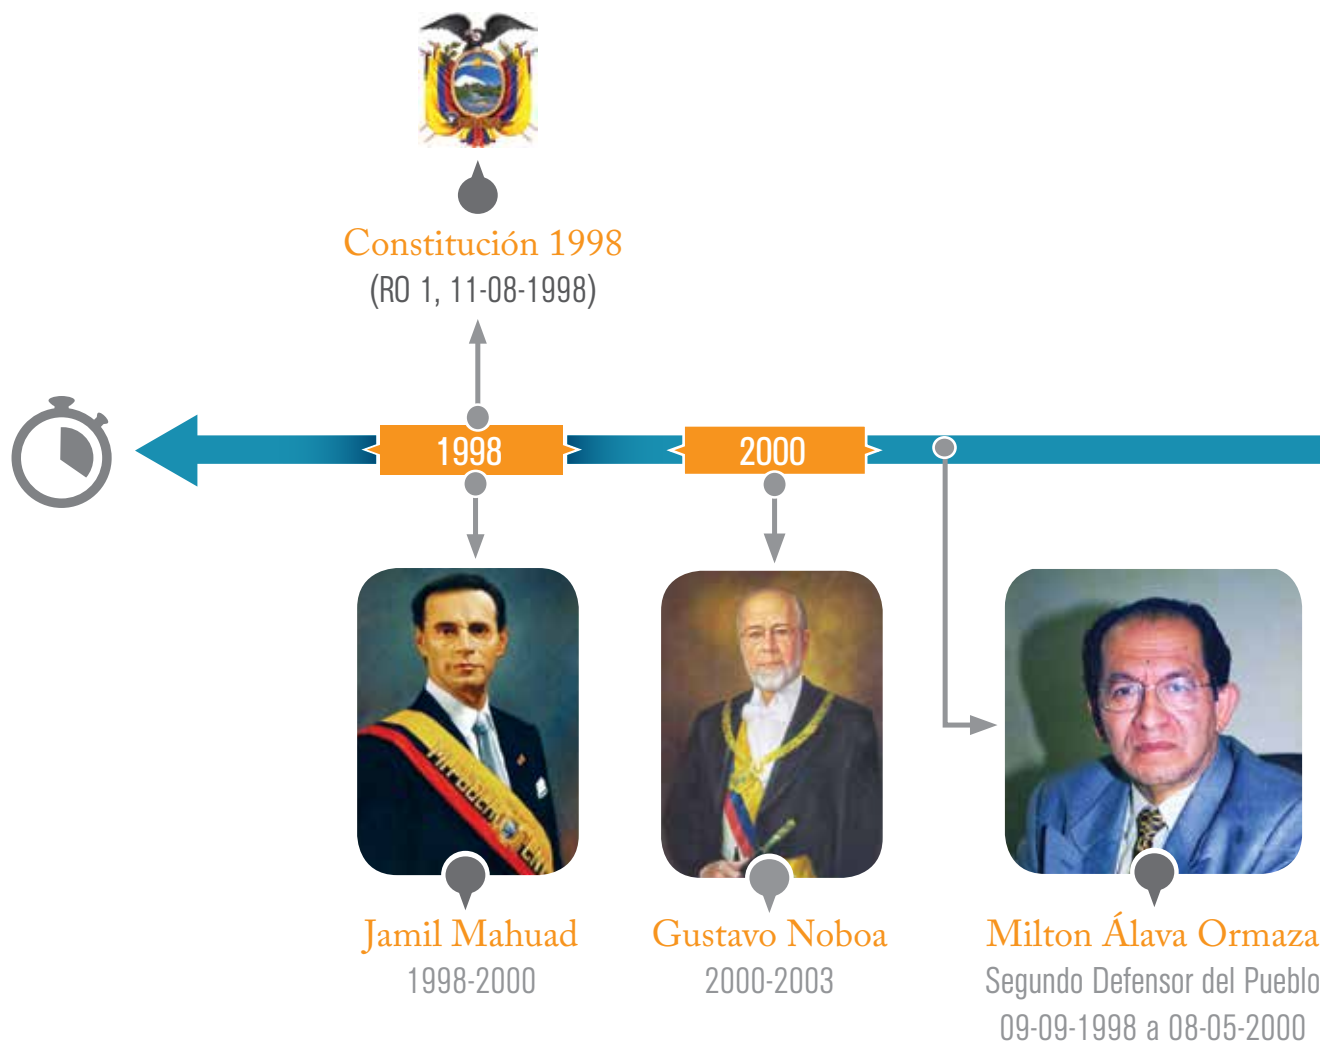 Constitución 1998
(RO 1, 11-08-1998)
1998
2000
Jamil Mahuad
1998-2000
Gustavo Noboa
2000-2003
Milton Álava Ormaza
Segundo Defensor del Pueblo
09-09-1998 a 08-05-2000